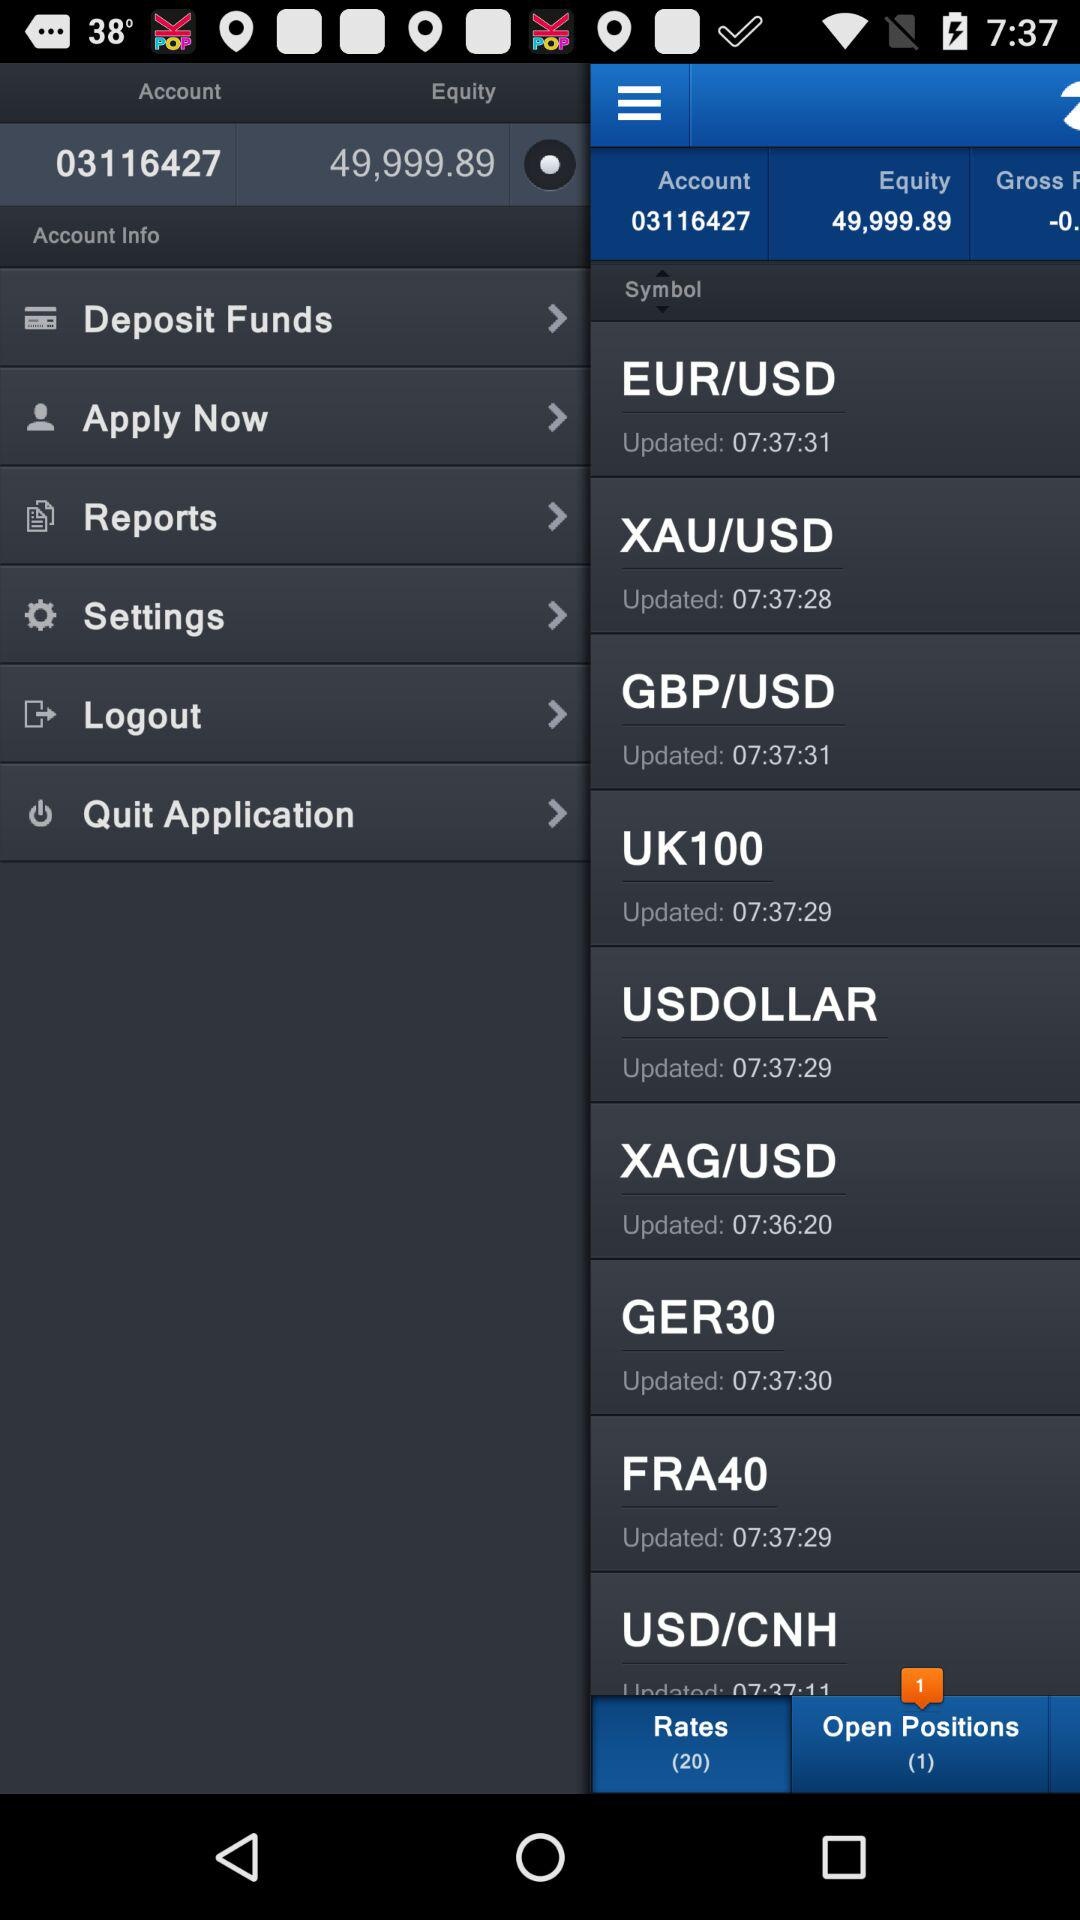 38° KPOP KPOP 7:37
Account Equity
03116427 49,999.89
Account Info
Deposit Funds
Apply Now
Reports
Settings
Logout
Quit Application
Account Equity Gross
03116427 49,999.89 -0.
Symbol
EUR/USD
Updated: 07:37:31
XAU/USD
Updated: 07:37:28
GBP/USD
Updated: 07:37:31
UK100
Updated: 07:37:29
USDOLLAR
Updated: 07:37:29
XAG/USD
Updated: 07:36:20
GER30
Updated: 07:37:30
FRA40
Updated: 07:37:29
USD/CNH
Updated: 07:37:11
1
Rates Open Positions
(20) (1)